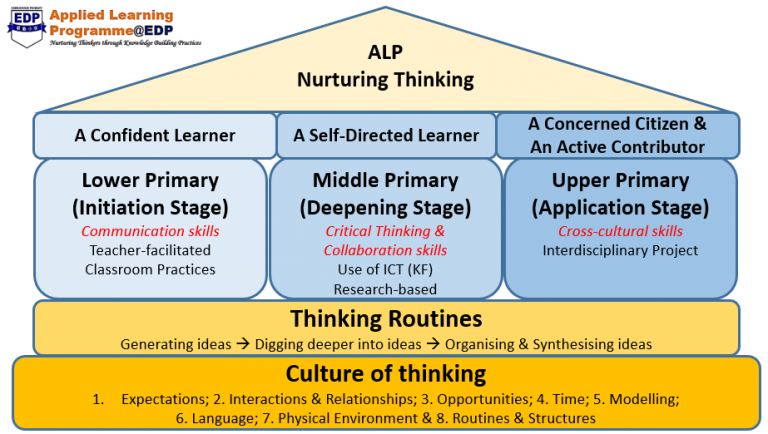 EDP
Applied Learning
Programme@EDP
Nurturing Thinkers through Knowledge Building Practices
ALP
Nurturing Thinking
A Confident Learner
A Self-Directed Learner
A Concerned Citizen &
An Active Contributor
Lower Primary
(Initiation Stage)
Communication skills
Teacher-facilitated
Classroom Practices
Middle Primary
(Deepening Stage)
Critical Thinking &
Collaboration skills
Use of ICT (KF)
Research-based
Upper Primary
(Application Stage)
Cross-cultural skills
Interdisciplinary Project
Thinking Routines
Generating ideas → Digging deeper into ideas → Organising & Synthesising ideas
Culture of thinking
1. Expectations; 2. Interactions & Relationships; 3. Opportunities; 4. Time; 5. Modelling;
6. Language; 7. Physical Environment & 8. Routines & Structures